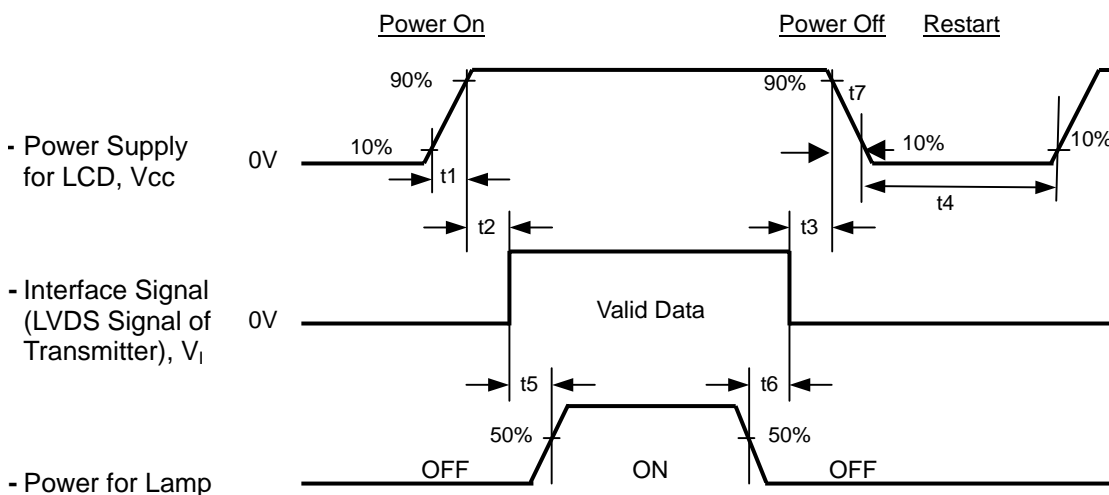 Power On
Power Off
Restart
90%
90%
t7
- Power Supply
for LCD, Vcc
0V
10%
10%
10%
t1
t4
t2
t3
- Interface Signal
(LVDS Signal of
Transmitter), VI
0V
Valid Data
t5
t6
50%
50%
- Power for Lamp
OFF
ON
OFF